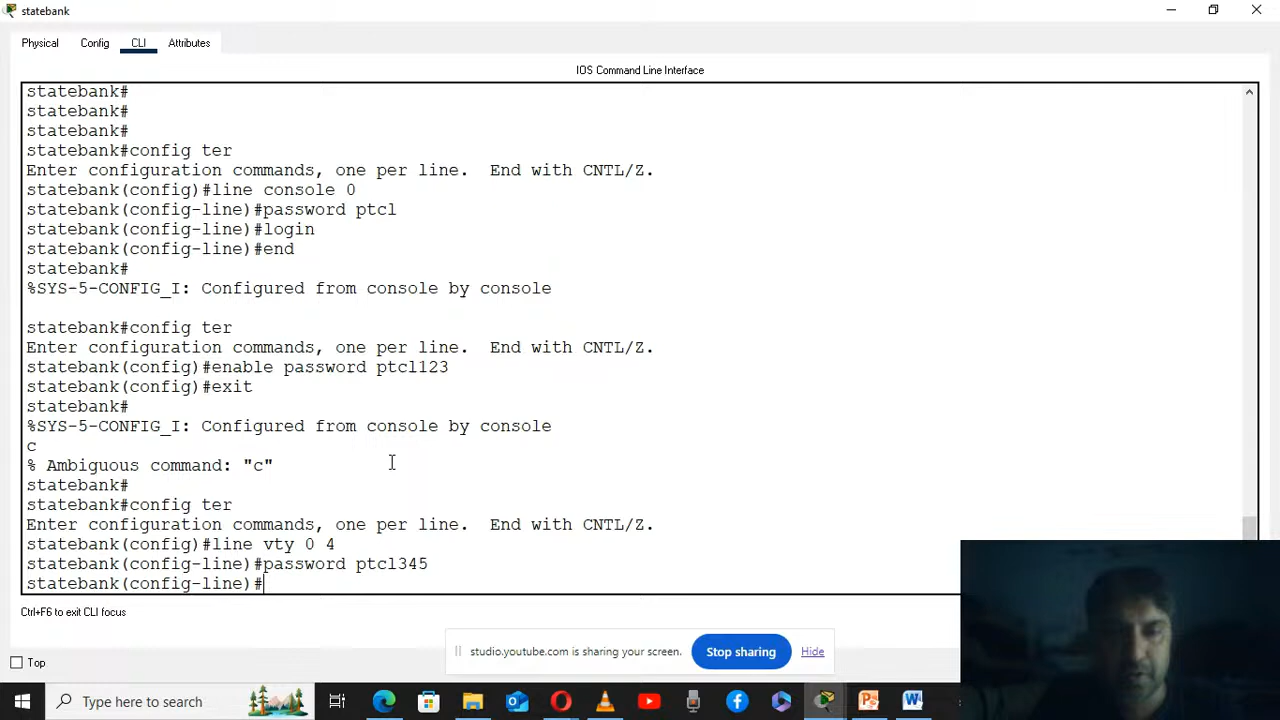 statebank
Physical Config CLI Attributes
IOS Command Line Interface
statebank#
statebank#
statebank#
statebank#config ter
Enter configuration commands, one per line.  End with CNTL/Z.
statebank(config)#line console 0
statebank(config-line)#password ptcl
statebank(config-line)#login
statebank(config-line)#end
statebank#
%SYS-5-CONFIG_I: Configured from console by console
statebank#config ter
Enter configuration commands, one per line.  End with CNTL/Z.
statebank(config)#enable password ptcl123
statebank(config)#exit
statebank#
%SYS-5-CONFIG_I: Configured from console by console
c
% Ambiguous command: "c"
statebank#
statebank#config ter
Enter configuration commands, one per line.  End with CNTL/Z.
statebank(config)#line vty 0 4
statebank(config-line)#password ptcl345
statebank(config-line)#
Ctrl+F6 to exit CLI focus
studio.youtube.com is sharing your screen. Stop sharing Hide
Top
Type here to search